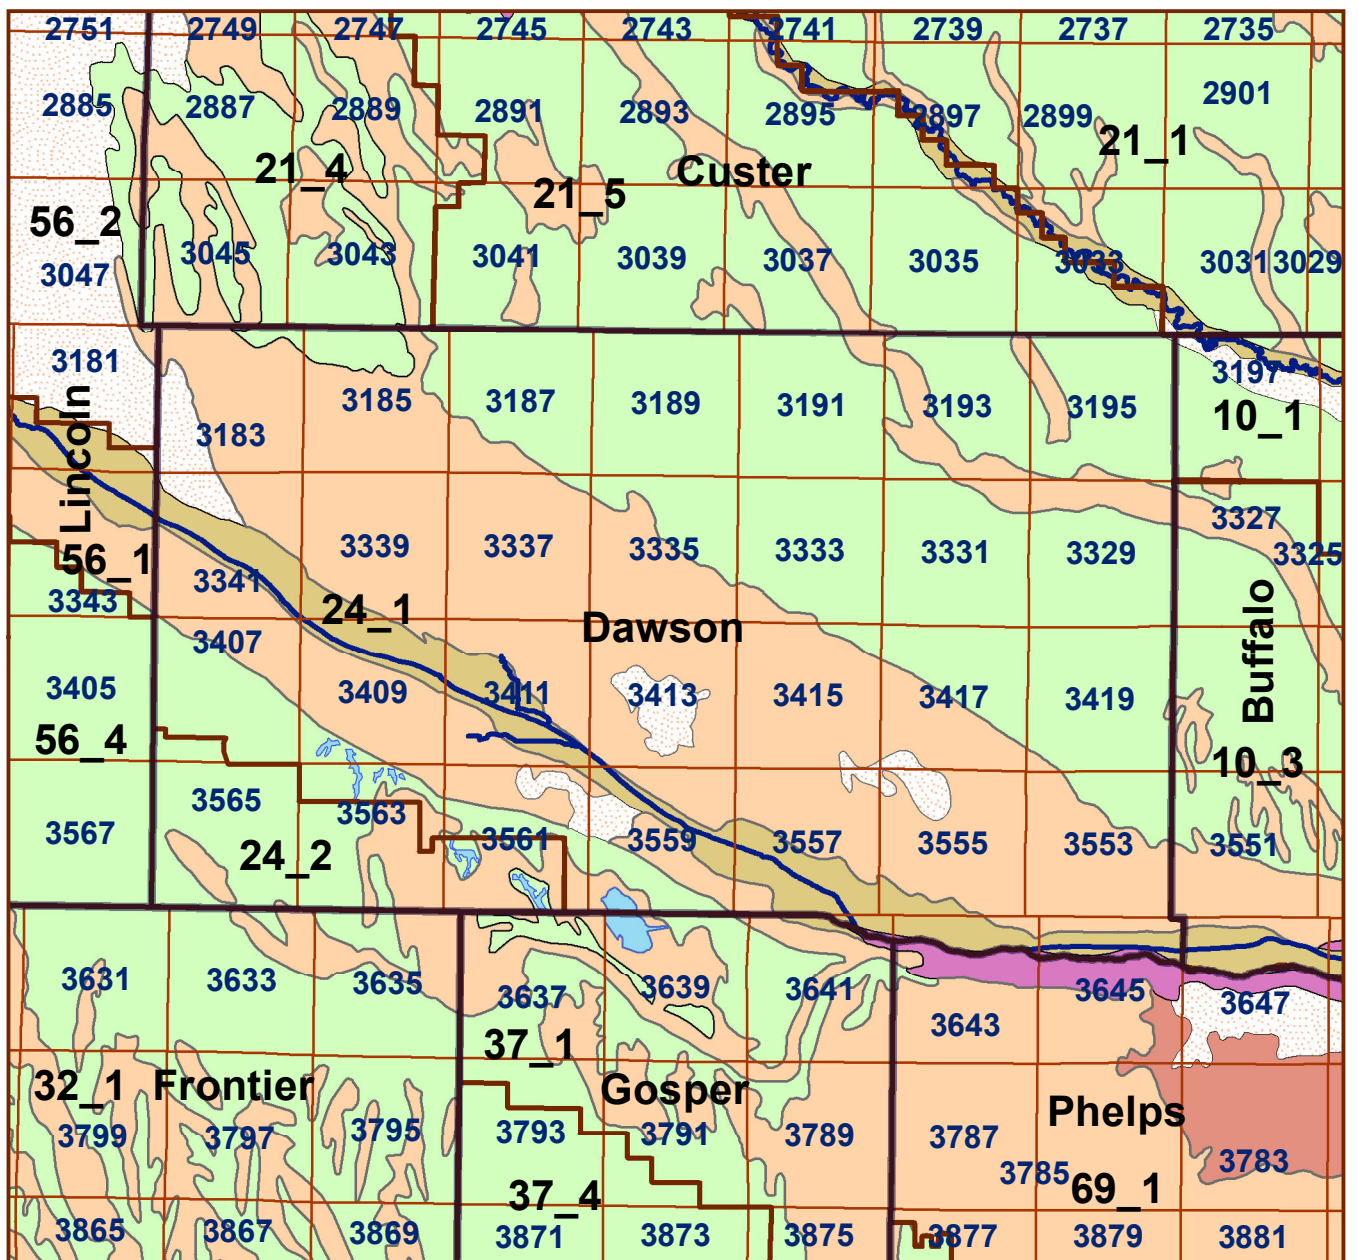 2751 2749 2747 2745 2743 2741 2739 2737 2735
2885 2887 2889 2891 2893 2895 2897 2899 2901
21_4 21_5 Custer 21_1
56_2
3047 3045 3043 3041 3039 3037 3035 3033 3031 3029
3181 3183 3185 3187 3189 3191 3193 3195 3197
10_1
Lincoln
56_1
3343 3341 3339 3337 3335 3333 3331 3329 3327 3325
24_1 Dawson Buffalo
3405 3407 3409 3411 3413 3415 3417 3419
56_4 10_3
3567 3565 3563 3561 3559 3557 3555 3553 3551
24_2
3631 3633 3635 3637 3639 3641 3643 3645 3647
37_1
32_1 Frontier Gosper Phelps
3799 3797 3795 3793 3791 3789 3787 3785 3783
37_4 69_1
3865 3867 3869 3871 3873 3875 3877 3879 3881